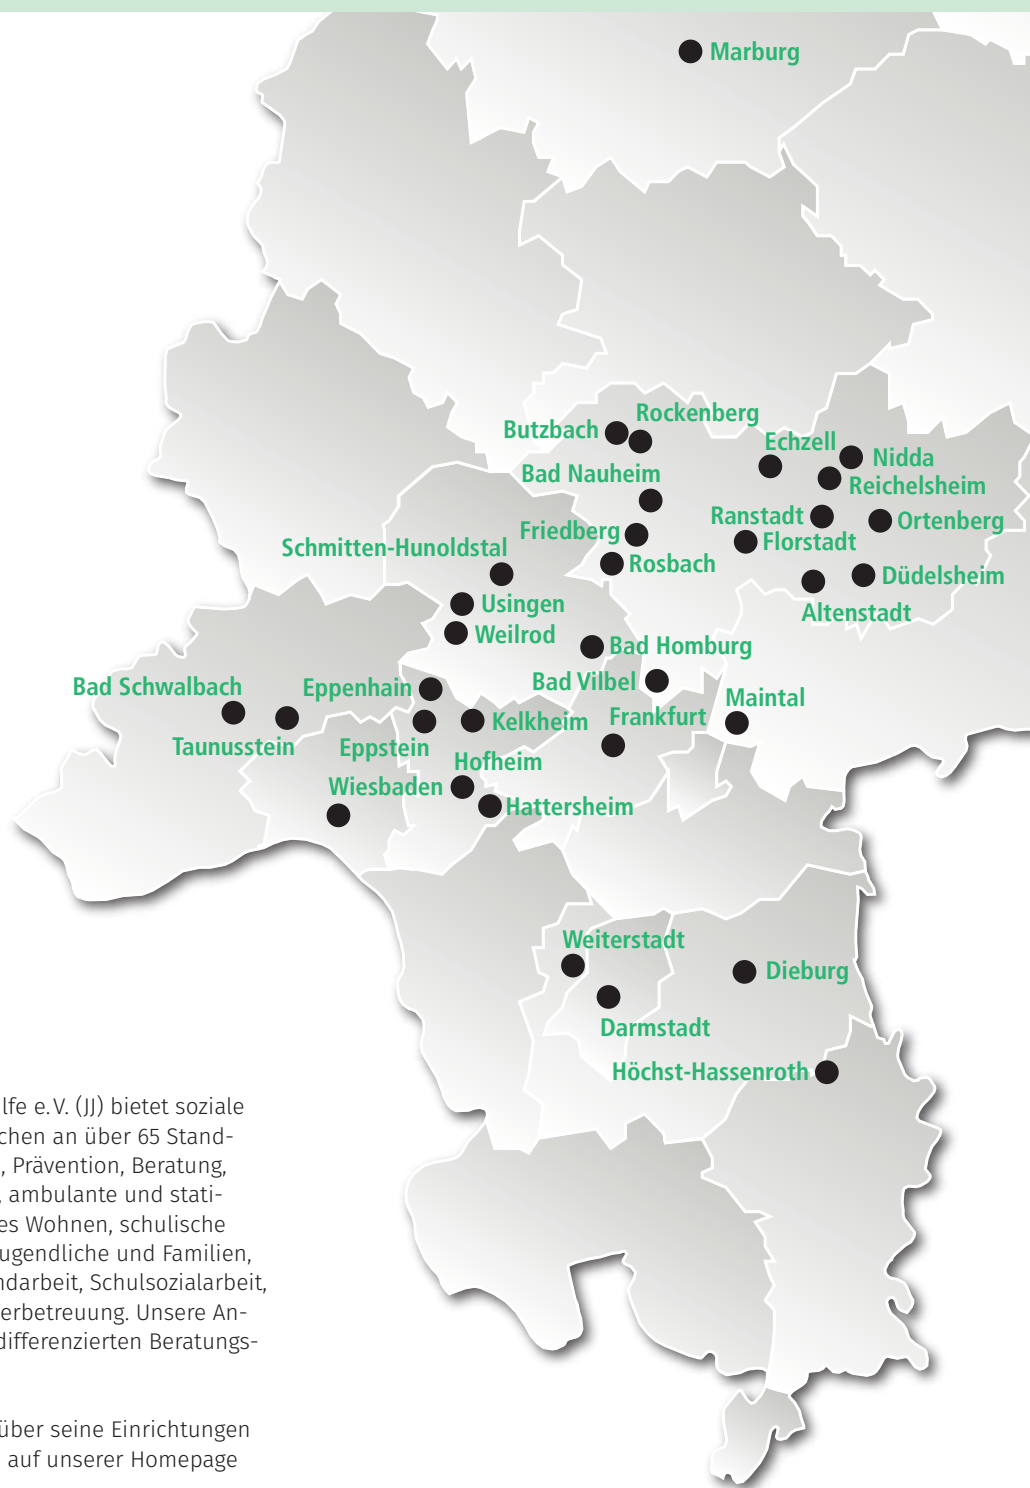 Marburg
Rockenberg
Butzbach
Echzell
Nidda
Bad Nauheim
Reichelsheim
Ranstadt
Ortenberg
Friedberg
Florstadt
Schmitten-Hunoldstal
Rosbach
Düdelsheim
Usingen
Altenstadt
Weilrod
Bad Homburg
Bad Vilbel
Bad Schwalbach
Eppenhain
Maintal
Frankfurt
Kelkheim
Taunusstein
Eppstein
Hofheim
Wiesbaden
Hattersheim
Weiterstadt
Dieburg
Darmstadt
Höchst-Hassenroth
lfe e.V. (JJ) bietet soziale
chen an über 65 Stand-
, Prävention, Beratung,
, ambulante und stati-
es Wohnen, schulische
ugendliche und Familien,
ndarbeit, Schulsozialarbeit,
erbetreuung. Unsere An-
differenzierten Beratungs-
über seine Einrichtungen
auf unserer Homepage